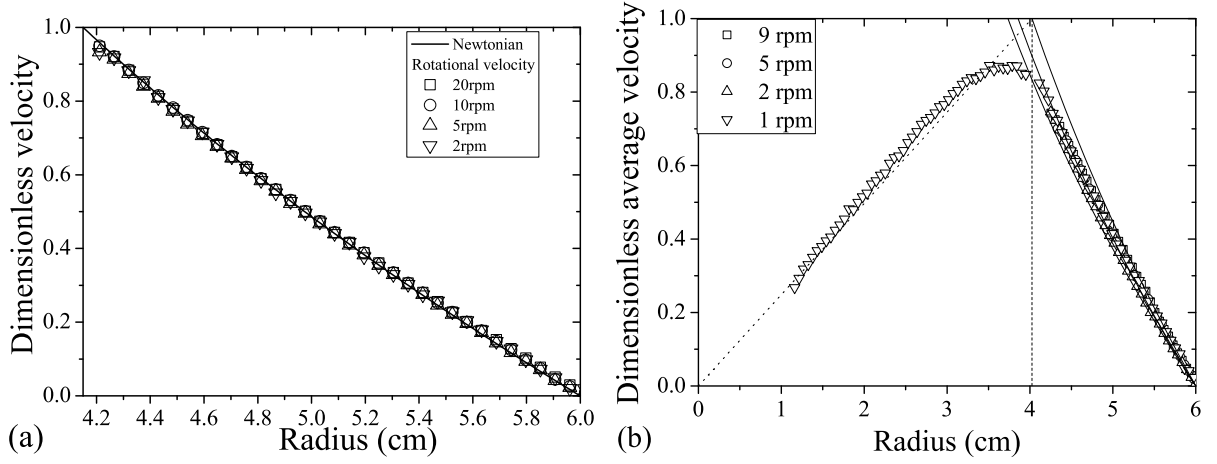 1.0
0.8
0.6
0.4
0.2
0.0
Dimensionless velocity
Newtonian
Rotational velocity
20rpm
10rpm
5rpm
2rpm
4.2 4.4 4.6 4.8 5.0 5.2 5.4 5.6 5.8 6.0
(a) Radius (cm)
1.0
0.8
0.6
0.4
0.2
0.0
Dimensionless average velocity
9 rpm
5 rpm
2 rpm
1 rpm
0 1 2 3 4 5 6
(b) Radius (cm)